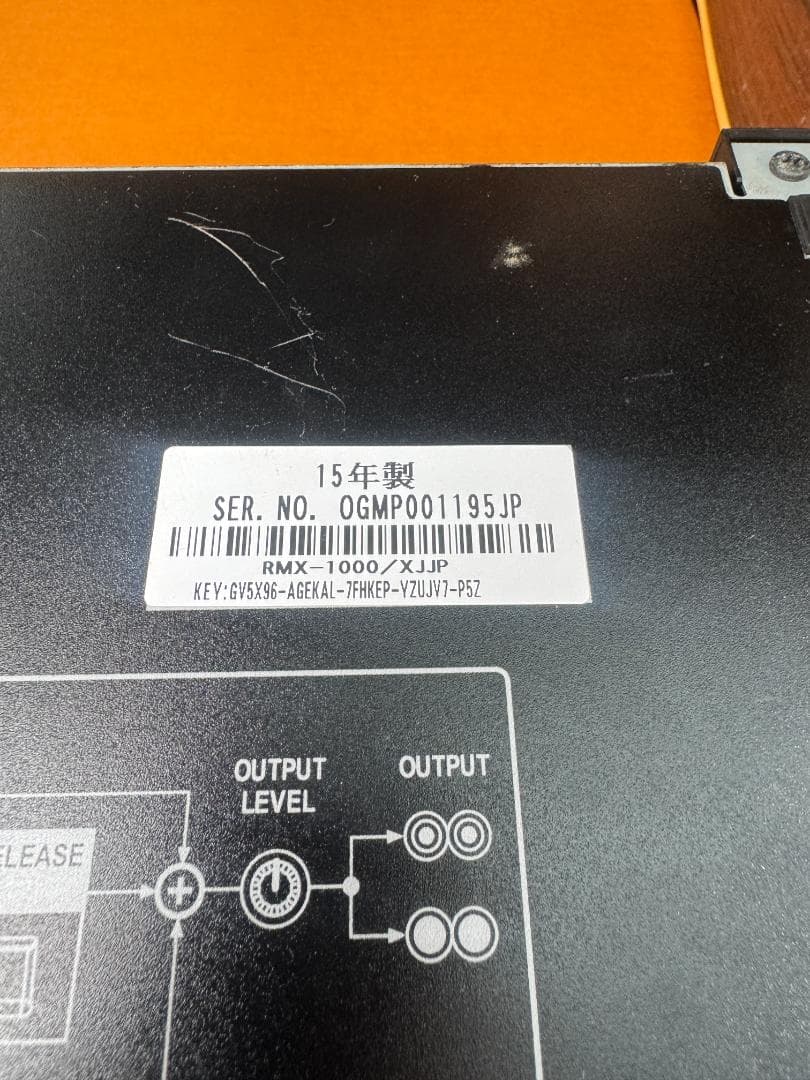 15年製
SER. NO. OGMP001195JP
RMX-1000/XJJP
KEY:GV5X96-AGEKAL-7FHKEP-YZUJV7-P5Z
OUTPUT LEVEL
OUTPUT
ELEASE